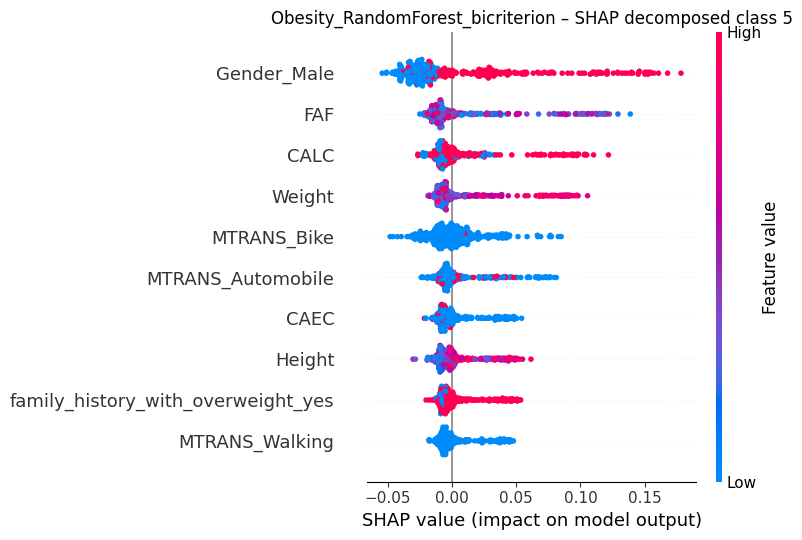 Obesity_RandomForest_bicriterion – SHAP decomposed class 5
High
Gender_Male
FAF
CALC
Weight
MTRANS_Bike
MTRANS_Automobile
CAEC
Height
family_history_with_overweight_yes
MTRANS_Walking
Feature value
Low
−0.05 0.00 0.05 0.10 0.15
SHAP value (impact on model output)